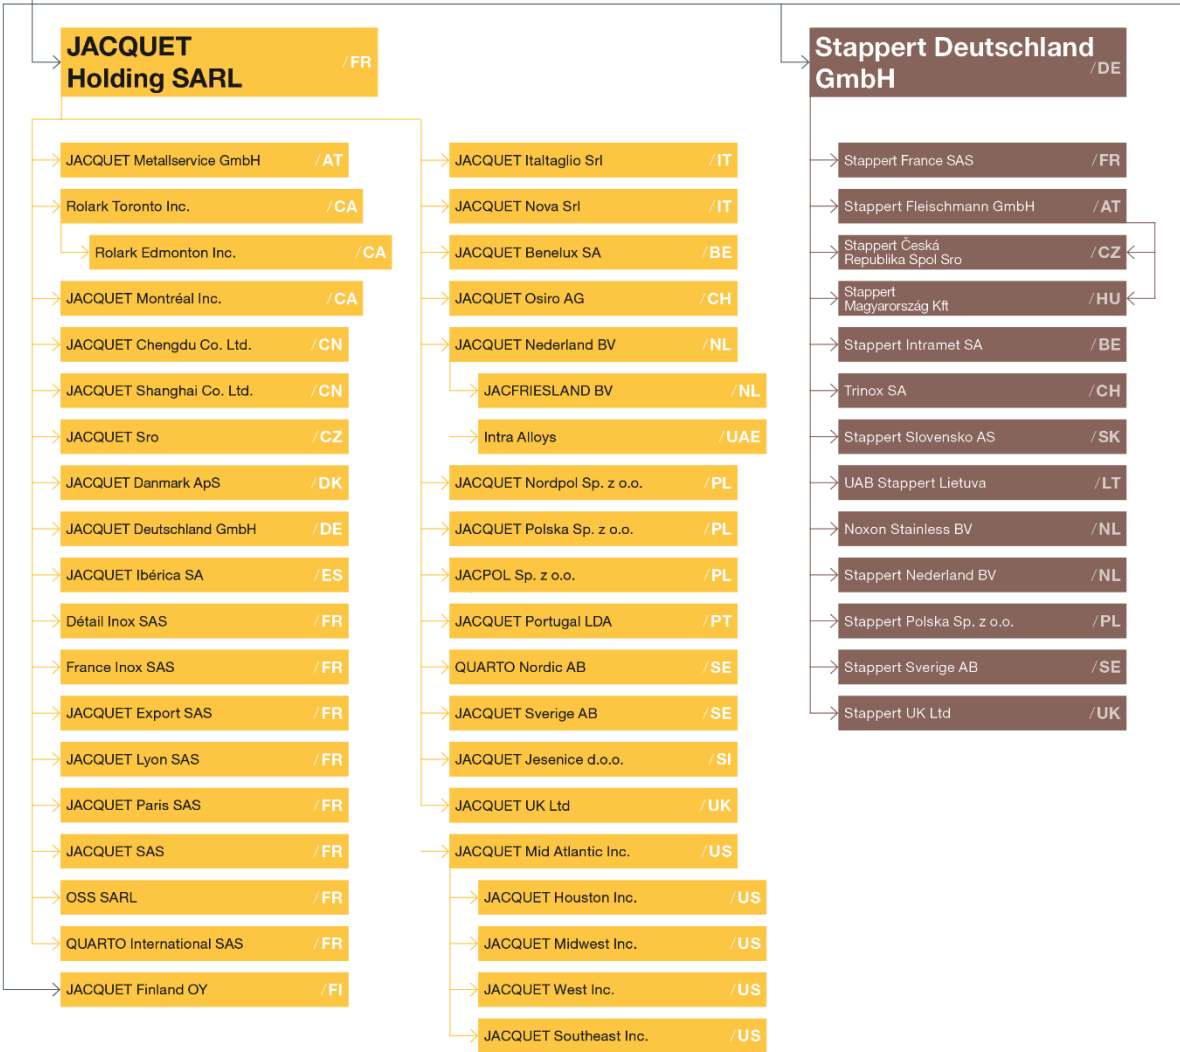 JACQUET
Holding SARL /FR
JACQUET Metallservice GmbH /AT
Rolark Toronto Inc. /CA
Rolark Edmonton Inc. /CA
JACQUET Montréal Inc. /CA
JACQUET Chengdu Co. Ltd. /CN
JACQUET Shanghai Co. Ltd. /CN
JACQUET Sro /CZ
JACQUET Danmark ApS /DK
JACQUET Deutschland GmbH /DE
JACQUET Ibérica SA /ES
Détail Inox SAS /FR
France Inox SAS /FR
JACQUET Export SAS /FR
JACQUET Lyon SAS /FR
JACQUET Paris SAS /FR
JACQUET SAS /FR
OSS SARL /FR
QUARTO International SAS /FR
JACQUET Finland OY /FI
JACQUET Italtaglio Srl /IT
JACQUET Nova Srl /IT
JACQUET Benelux SA /BE
JACQUET Osiro AG /CH
JACQUET Nederland BV /NL
JACFRIESLAND BV /NL
Intra Alloys /UAE
JACQUET Nordpol Sp. z o.o. /PL
JACQUET Polska Sp. z o.o. /PL
JACPOL Sp. z o.o. /PL
JACQUET Portugal LDA /PT
QUARTO Nordic AB /SE
JACQUET Sverige AB /SE
JACQUET Jesenice d.o.o. /SI
JACQUET UK Ltd /UK
JACQUET Mid Atlantic Inc. /US
JACQUET Houston Inc. /US
JACQUET Midwest Inc. /US
JACQUET West Inc. /US
JACQUET Southeast Inc. /US
Stappert Deutschland
GmbH /DE
Stappert France SAS /FR
Stappert Fleischmann GmbH /AT
Stappert Česká
Republika Spol Sro /CZ
Stappert
Magyarország Kft /HU
Stappert Intramet SA /BE
Trinox SA /CH
Stappert Slovensko AS /SK
UAB Stappert Lietuva /LT
Noxon Stainless BV /NL
Stappert Nederland BV /NL
Stappert Polska Sp. z o.o. /PL
Stappert Sverige AB /SE
Stappert UK Ltd /UK